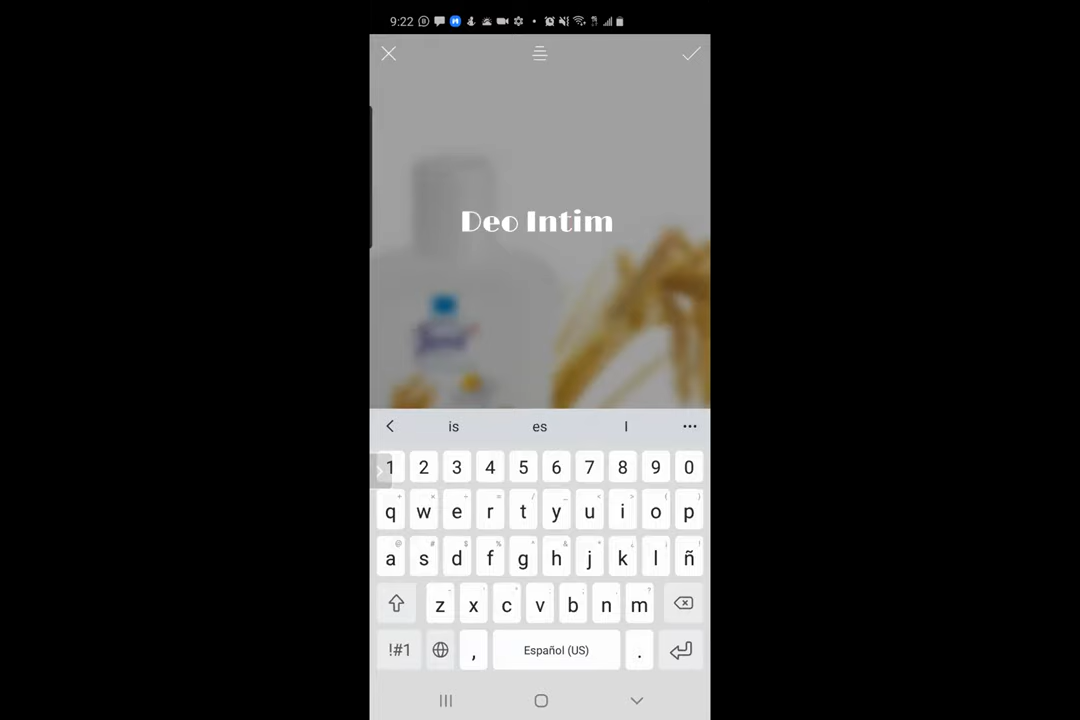 9:22
Deo Intim
is es I
1 2 3 4 5 6 7 8 9 0
q w e r t y u i o p
a s d f g h j k l ñ
z x c v b n m
!#1 , Español (US) .